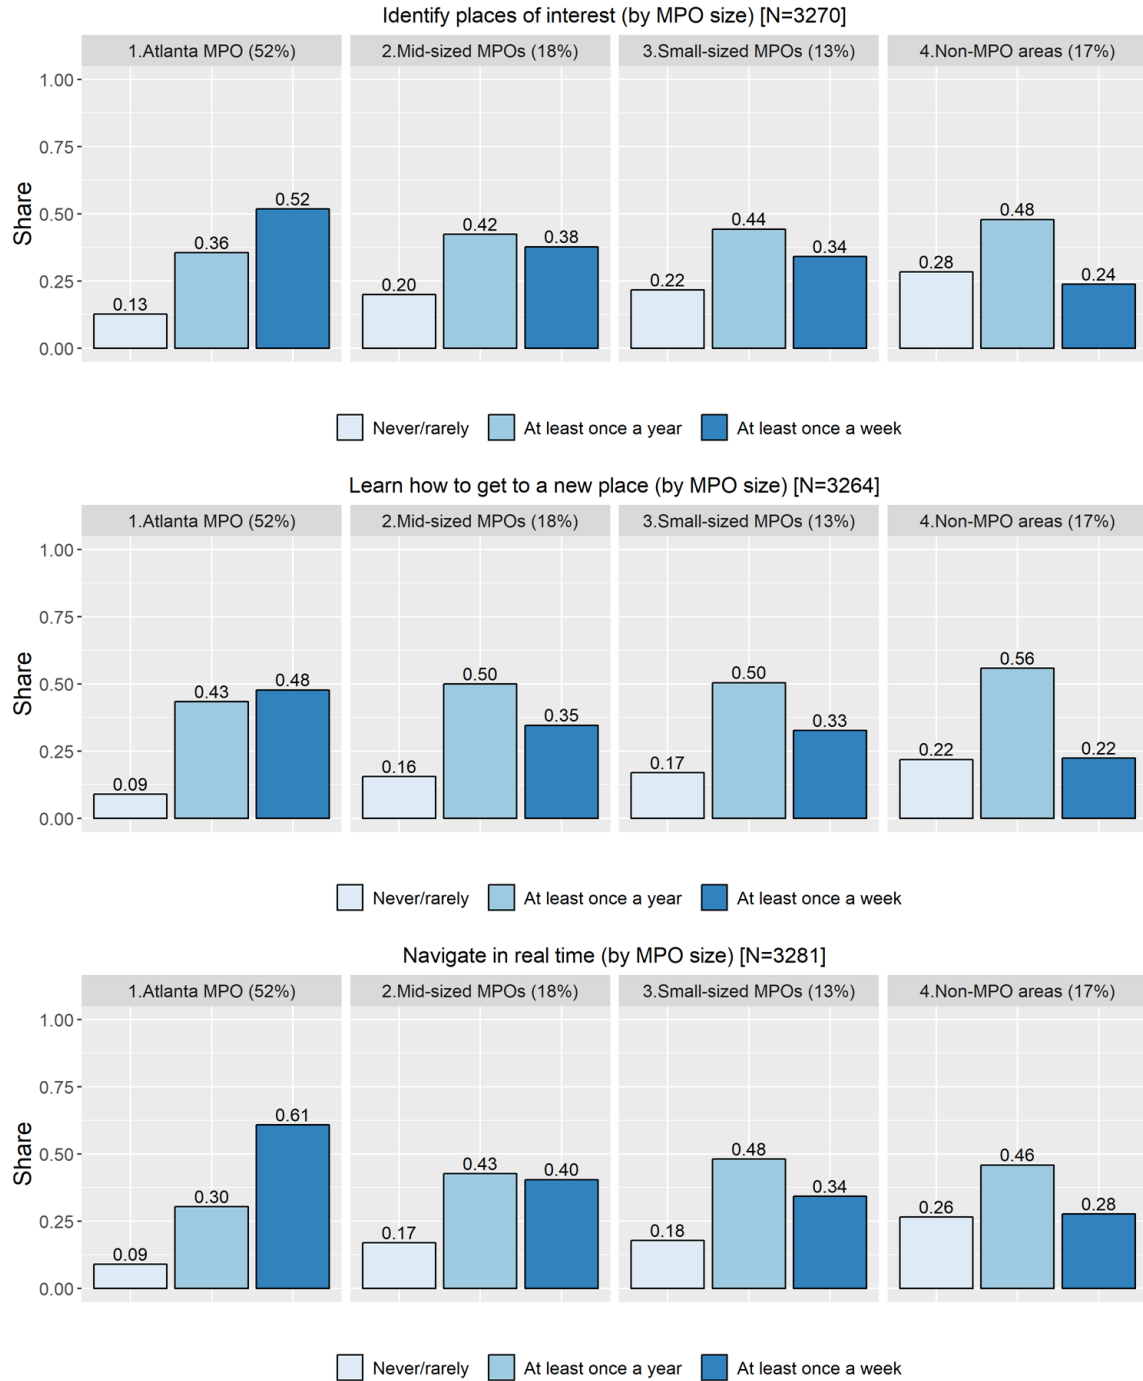 Identify places of interest (by MPO size) [N=3270]
1.Atlanta MPO (52%) 2.Mid-sized MPOs (18%) 3.Small-sized MPOs (13%) 4.Non-MPO areas (17%)
Share
1.00
0.75
0.50
0.25
0.00
0.13 0.36 0.52 0.20 0.42 0.38 0.22 0.44 0.34 0.28 0.48 0.24
Never/rarely At least once a year At least once a week
Learn how to get to a new place (by MPO size) [N=3264]
1.Atlanta MPO (52%) 2.Mid-sized MPOs (18%) 3.Small-sized MPOs (13%) 4.Non-MPO areas (17%)
Share
1.00
0.75
0.50
0.25
0.00
0.09 0.43 0.48 0.16 0.50 0.35 0.17 0.50 0.33 0.22 0.56 0.22
Never/rarely At least once a year At least once a week
Navigate in real time (by MPO size) [N=3281]
1.Atlanta MPO (52%) 2.Mid-sized MPOs (18%) 3.Small-sized MPOs (13%) 4.Non-MPO areas (17%)
Share
1.00
0.75
0.50
0.25
0.00
0.09 0.30 0.61 0.17 0.43 0.40 0.18 0.48 0.34 0.26 0.46 0.28
Never/rarely At least once a year At least once a week